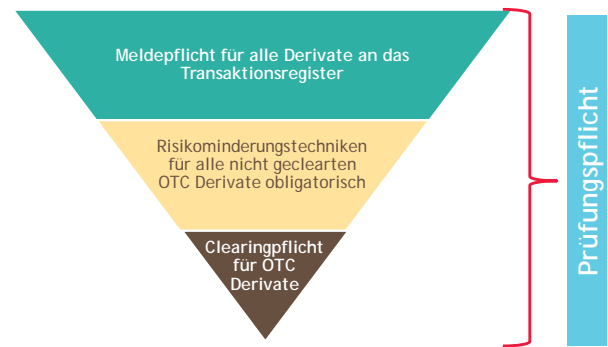 Meldepflicht für alle Derivate an das
Transaktionsregister
Risikominderungstechniken
für alle nicht geclearten
OTC Derivate obligatorisch
Clearingpflicht
für OTC
Derivate
Prüfungspflicht